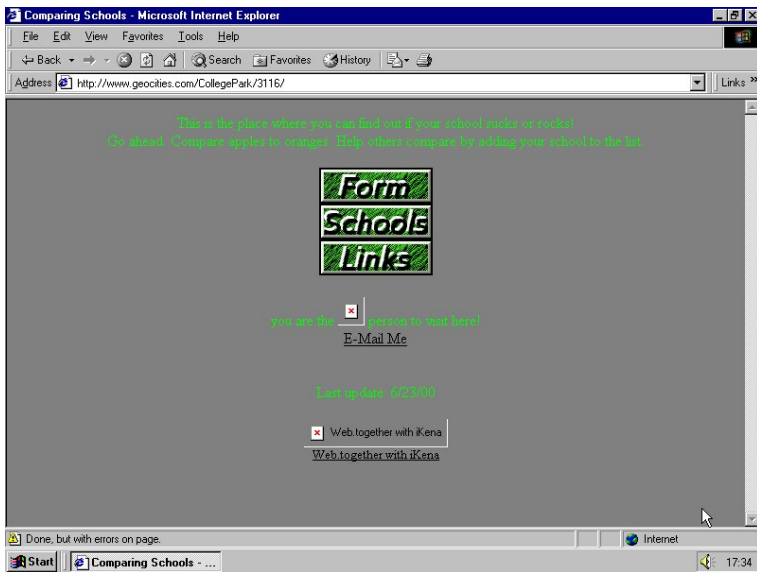 Comparing Schools - Microsoft Internet Explorer
File Edit View Favorites Tools Help
Back Search Favorites History
Address http://www.geocities.com/CollegePark/3116/ Links »
This is the place where you can find out if your school sucks or rocks!
Go ahead. Compare apples to oranges. Help others compare by adding your school to the list.
Form
Schools
Links
you are the person to visit here!
E-Mail Me
Last update: 6/23/00
Web.together with iKena
Web.together with iKena
Done, but with errors on page. Internet
Start Comparing Schools - ... 17:34